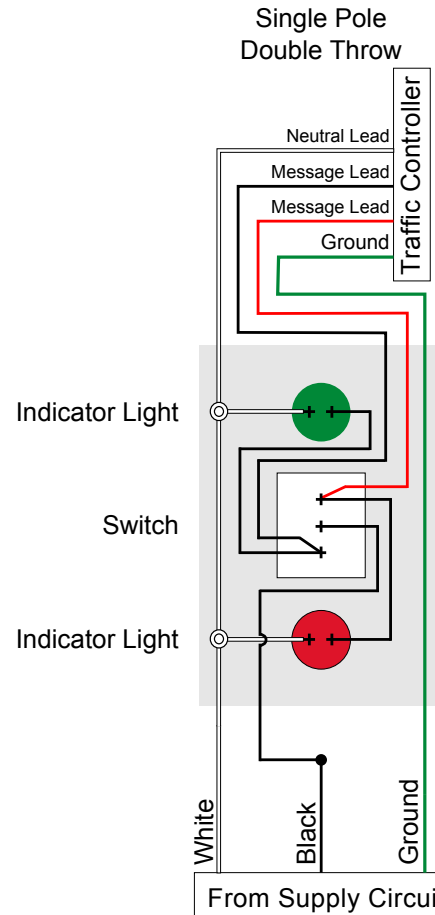 Single Pole
Double Throw
Neutral Lead
Message Lead
Message Lead
Ground
Traffic Controller
Indicator Light
Switch
Indicator Light
White
Black
Ground
From Supply Circui